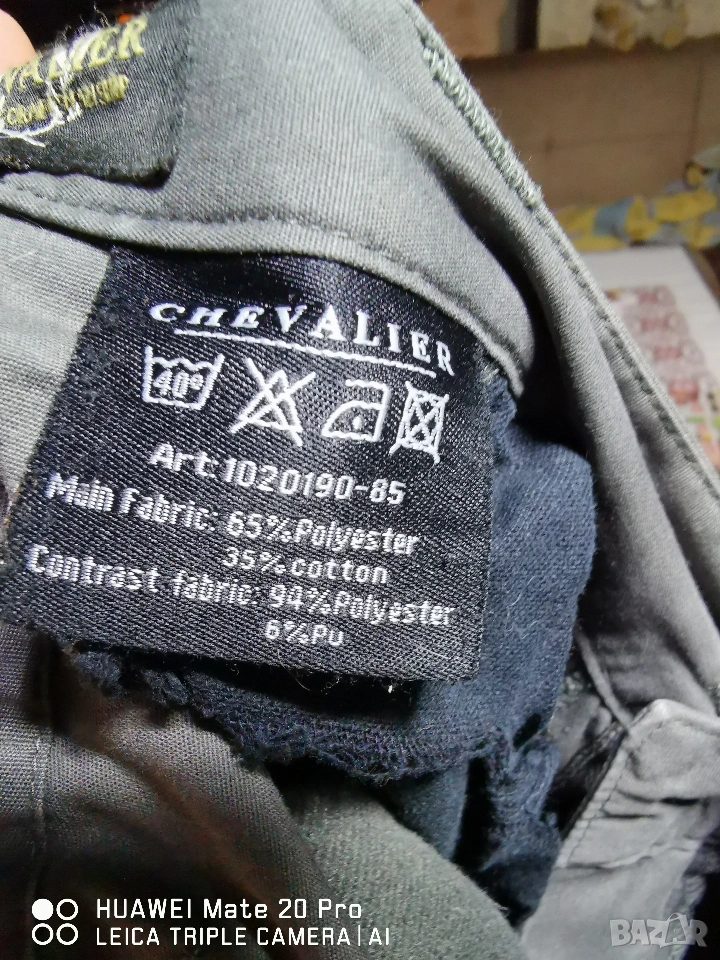 CHEVALIER
40°
Art:1020190-85
Main Fabric: 65%Polyester
35%cotton
Contrast fabric: 94%Polyester
6%Pu
HUAWEI Mate 20 Pro
LEICA TRIPLE CAMERA | AI
BAZAR